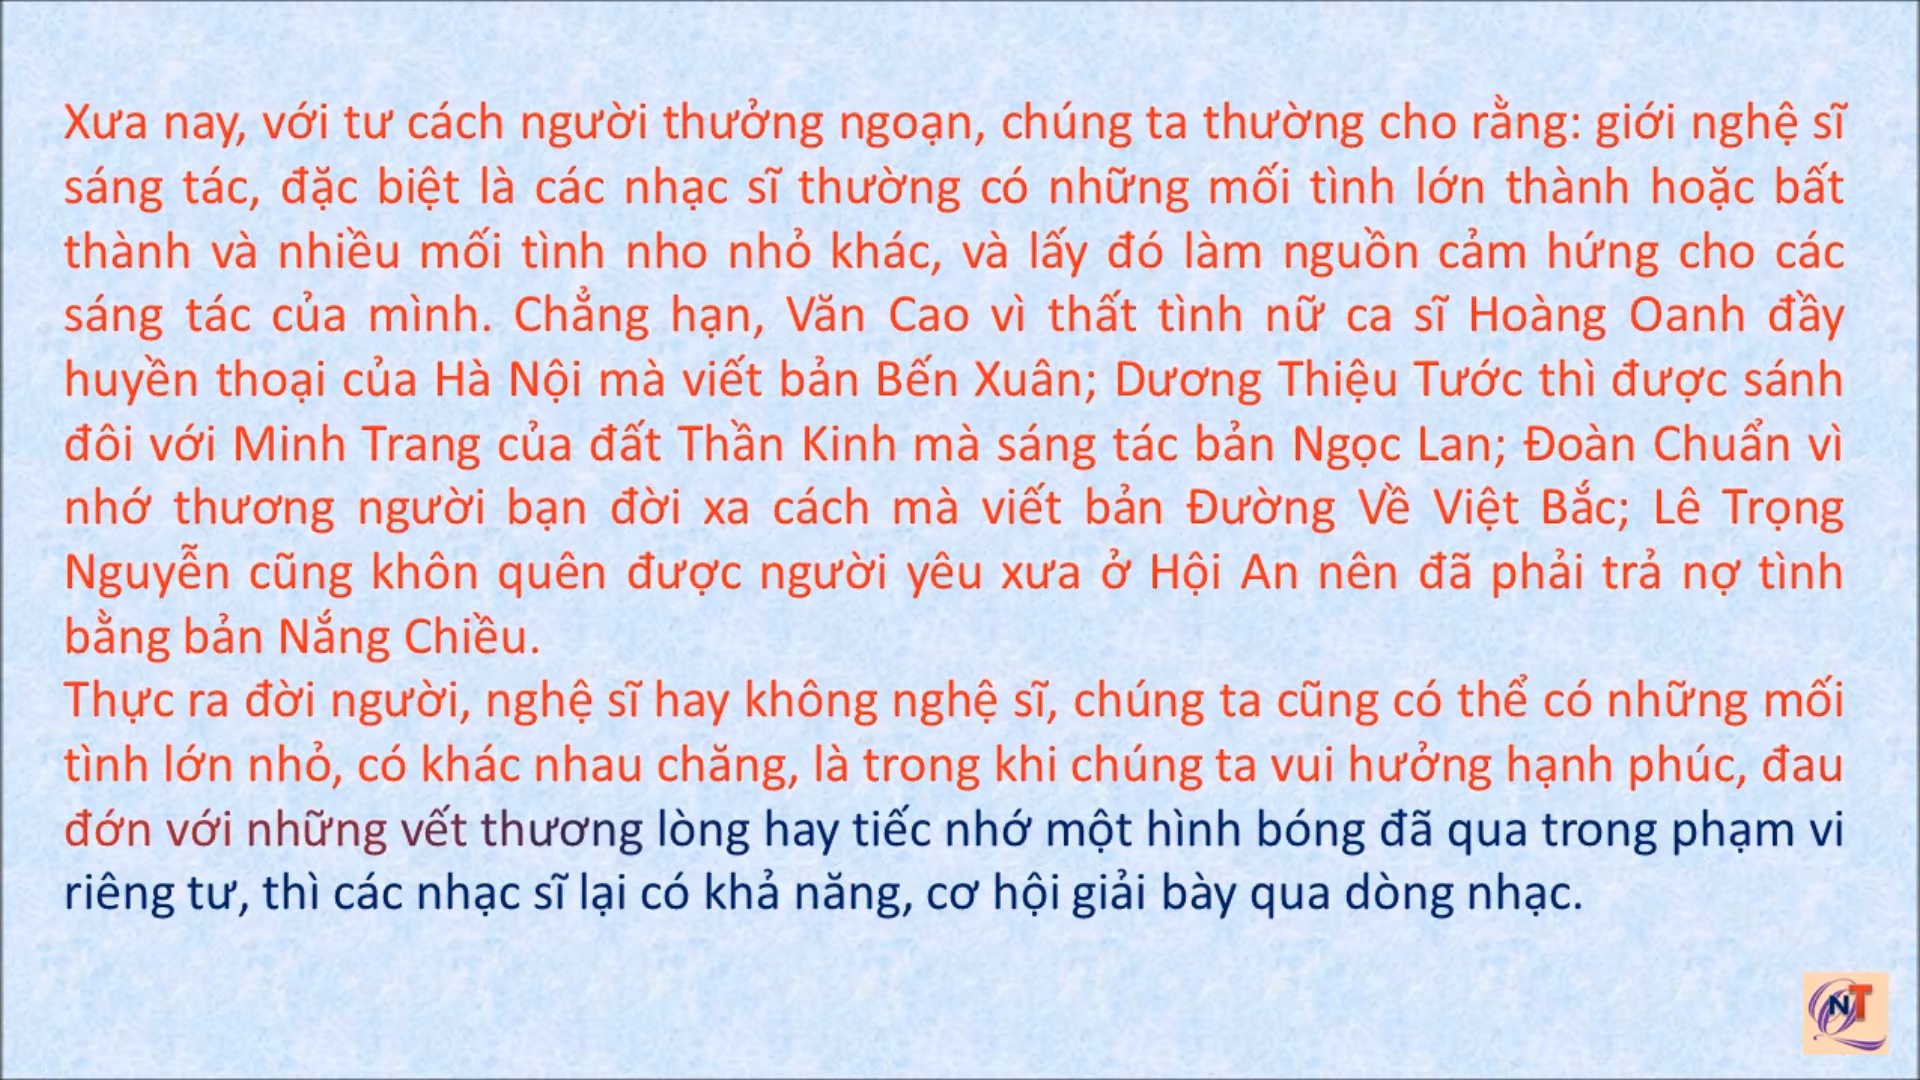 Xưa nay, với tư cách người thưởng ngoạn, chúng ta thường cho rằng: giới nghệ sĩ
sáng tác, đặc biệt là các nhạc sĩ thường có những mối tình lớn thành hoặc bất
thành và nhiều mối tình nho nhỏ khác, và lấy đó làm nguồn cảm hứng cho các
sáng tác của mình. Chẳng hạn, Văn Cao vì thất tình nữ ca sĩ Hoàng Oanh đầy
huyền thoại của Hà Nội mà viết bản Bến Xuân; Dương Thiệu Tước thì được sánh
đôi với Minh Trang của đất Thần Kinh mà sáng tác bản Ngọc Lan; Đoàn Chuẩn vì
nhớ thương người bạn đời xa cách mà viết bản Đường Về Việt Bắc; Lê Trọng
Nguyễn cũng khôn quên được người yêu xưa ở Hội An nên đã phải trả nợ tình
bằng bản Nắng Chiều.
Thực ra đời người, nghệ sĩ hay không nghệ sĩ, chúng ta cũng có thể có những mối
tình lớn nhỏ, có khác nhau chăng, là trong khi chúng ta vui hưởng hạnh phúc, đau
đớn với những vết thương lòng hay tiếc nhớ một hình bóng đã qua trong phạm vi
riêng tư, thì các nhạc sĩ lại có khả năng, cơ hội giải bày qua dòng nhạc.
NT